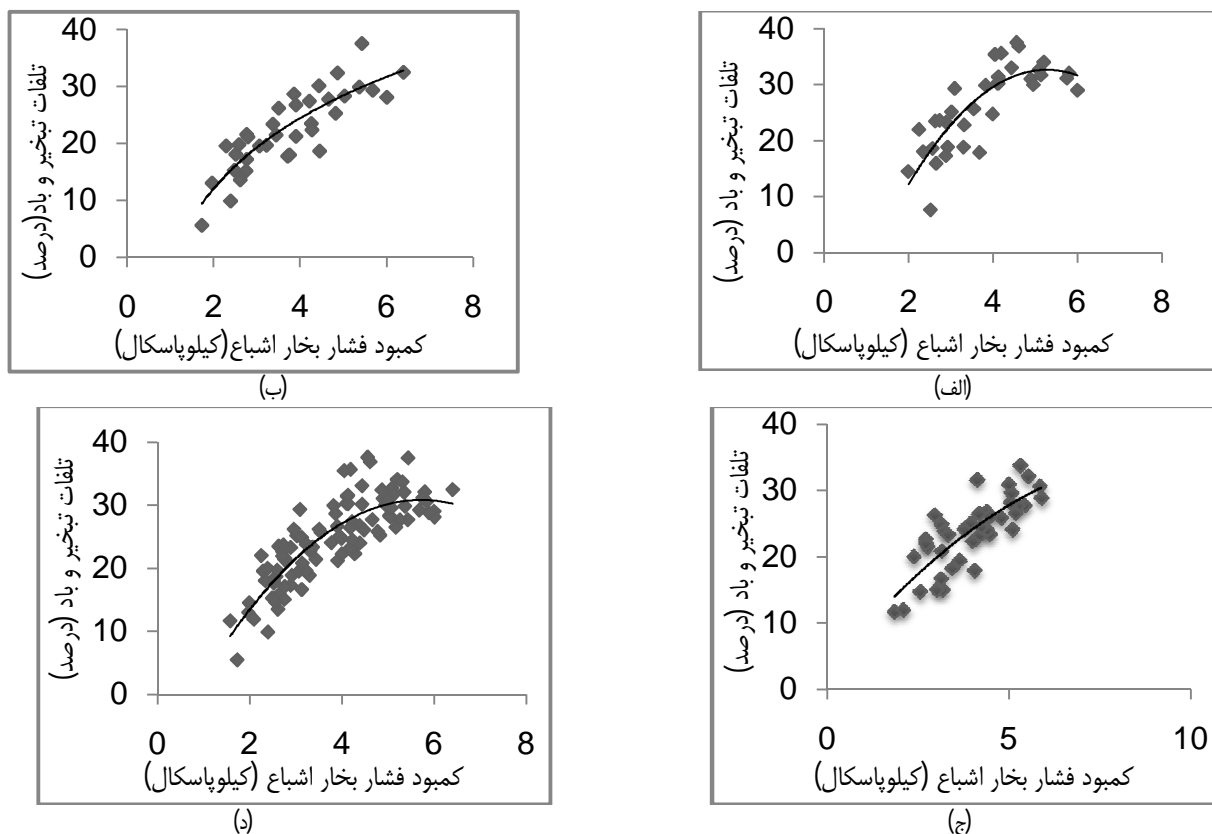 40
30
20
10
0
0 2 4 6 8
تلفات تبخیر و باد (درصد)
کمبود فشار بخار اشباع (کیلوپاسکال)
(الف)
40
30
20
10
0
0 2 4 6 8
تلفات تبخیر و باد(درصد)
کمبود فشار بخار اشباع(کیلوپاسکال)
(ب)
40
30
20
10
0
0 5 10
تلفات تبخیر و باد (درصد)
کمبود فشار بخار اشباع (کیلوپاسکال)
(ج)
40
30
20
10
0
0 2 4 6 8
تلفات تبخیر و باد (درصد)
کمبود فشار بخار اشباع (کیلوپاسکال)
(د)